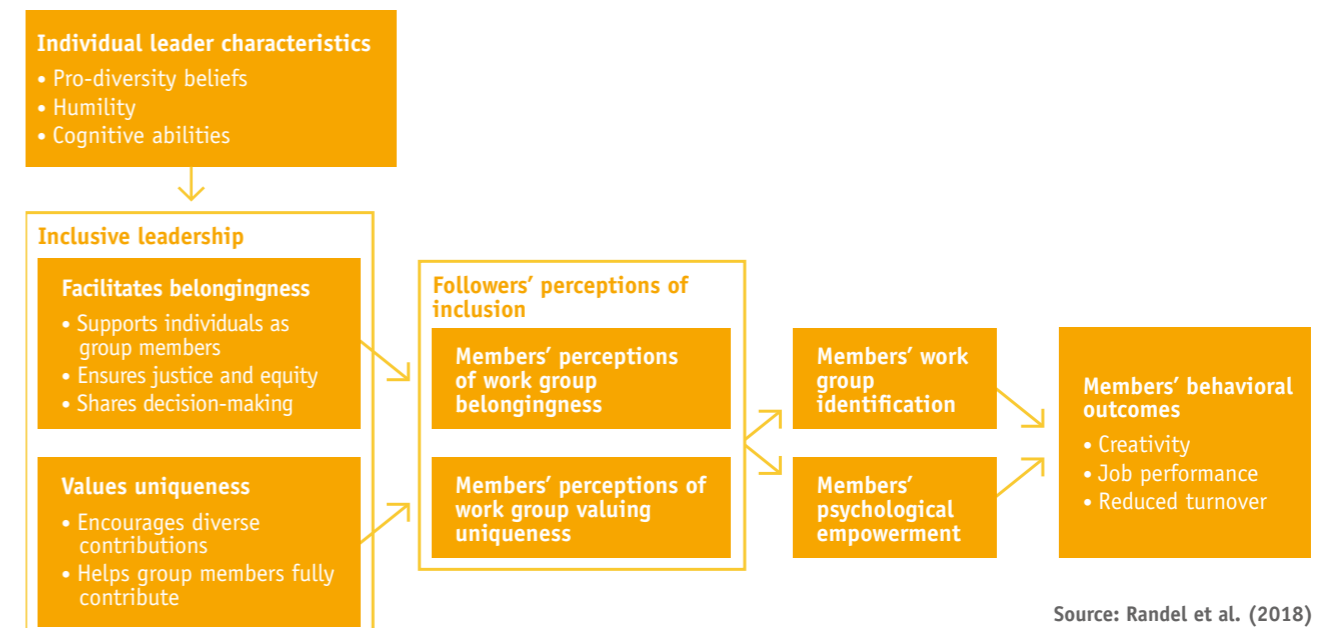 Individual leader characteristics
• Pro-diversity beliefs
• Humility
• Cognitive abilities
Inclusive leadership
Facilitates belongingness
• Supports individuals as
group members
• Ensures justice and equity
• Shares decision-making
Values uniqueness
• Encourages diverse
contributions
• Helps group members fully
contribute
Followers’ perceptions of
inclusion
Members’ perceptions
of work group
belongingness
Members’ perceptions of
work group valuing
uniqueness
Members’ work
group
identification
Members’
psychological
empowerment
Members’ behavioral
outcomes
• Creativity
• Job performance
• Reduced turnover
Source: Randel et al. (2018)